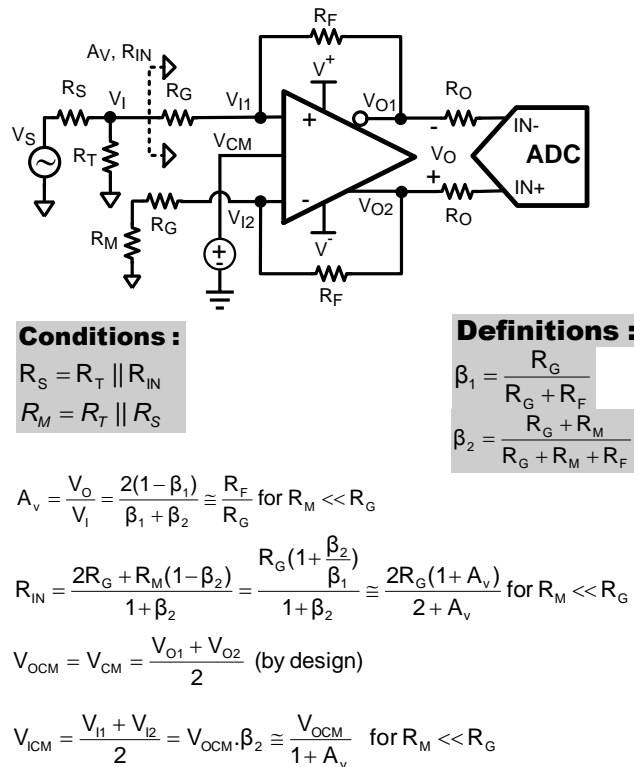 R_F
A_V, R_IN
V^+
R_S V_I R_G V_I1 V_O1 R_O
V_S + - IN-
R_T V_CM V_O ADC
- + IN+
R_G V_I2 V_O2 R_O
R_M V^-
+
-
R_F
Conditions :
R_S = R_T || R_IN
R_M = R_T || R_S
Definitions :
β_1 = R_G / (R_G + R_F)
β_2 = (R_G + R_M) / (R_G + R_M + R_F)
A_v = V_O / V_I = 2(1 - β_1) / (β_1 + β_2) ≅ R_F / R_G for R_M << R_G
R_IN = (2R_G + R_M(1 - β_2)) / (1 + β_2) = R_G(1 + β_2 / β_1) / (1 + β_2) ≅ 2R_G(1 + A_v) / (2 + A_v) for R_M << R_G
V_OCM = V_CM = (V_O1 + V_O2) / 2 (by design)
V_ICM = (V_I1 + V_I2) / 2 = V_OCM.β_2 ≅ V_OCM / (1 + A_v) for R_M << R_G